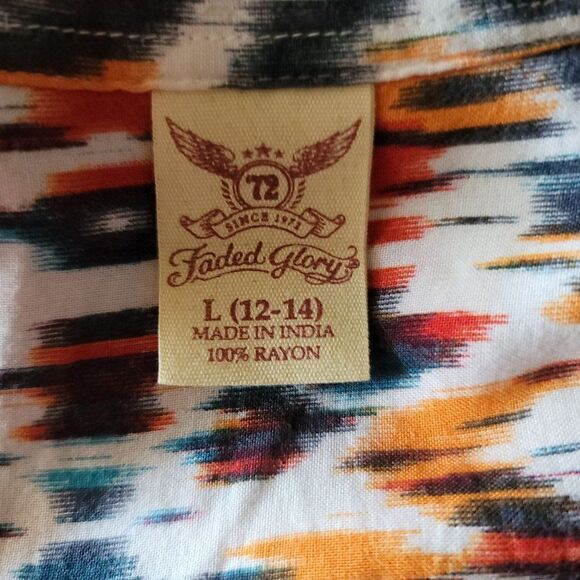 72
SINCE 1972
Faded Glory
L (12-14)
MADE IN INDIA
100% RAYON